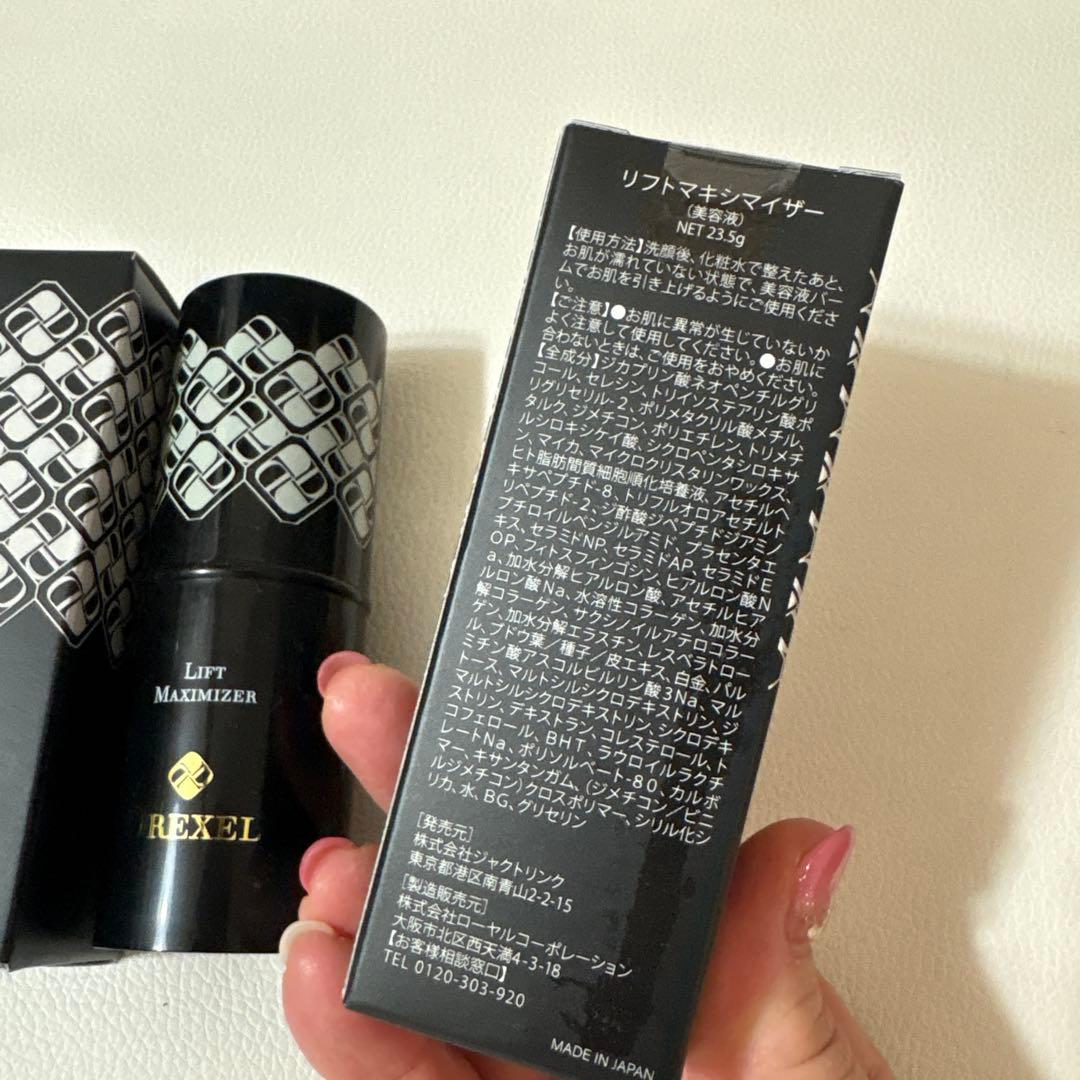 LIFT
MAXIMIZER
REXEL
リフトマキシマイザー
(美容液)
NET 23.5g
【使用方法】洗顔後、化粧水で整えたあと、
お肌が濡れていない状態で、美容液バー
ムでお肌を引き上げるようにご使用くださ
い。
【ご注意】●お肌に異常が生じていないか
よく注意して使用してください。●お肌に
合わないときは、ご使用をおやめください。
【全成分】ジカプリン酸ネオペンチルグリ
コール、セレシン、トリイソステアリン酸ポ
リグリセリル-2、ポリメタクリル酸メチル、
タルク、ジメチコン、ポリエチレン、トリメチ
ルシロキシケイ酸、シクロペンタシロキサ
ン、マイカ、マイクロクリスタリンワックス、
ヒト脂肪間質細胞順化培養液、アセチルヘ
キサペプチド-8、トリフルオロアセチルト
リペプチド-2、ジ酢酸ジペプチドジアミノ
ブチロイルベンジルアミド、プラセンタエ
キス、セラミドNP、セラミドAP、セラミドE
OP、フィトスフィンゴシン、ヒアルロン酸N
a、加水分解ヒアルロン酸、アセチルヒア
ルロン酸Na、水溶性コラーゲン、加水分
解コラーゲン、サクシノイルアテロコラー
ゲン、加水分解エラスチン、レスベラトロー
ル、ブドウ葉/種子/皮エキス、白金、パル
ミチン酸アスコルビルリン酸3Na、マル
トース、マルトシルシクロデキストリン、ジ
マルトシルシクロデキストリン、シクロデキ
ストリン、デキストラン、コレステロール、ト
コフェロール、BHT、ラウロイルラクチ
レートNa、ポリソルベート-80、カルボ
マー、キサンタンガム、(ジメチコン/ビニ
ルジメチコン)クロスポリマー、シリル化シ
リカ、水、BG、グリセリン
[発売元]
株式会社ジャクトリンク
東京都港区南青山2-2-15
[製造販売元]
株式会社ローヤルコーポレーション
大阪市北区西天満4-3-18
【お客様相談窓口】
TEL 0120-303-920
MADE IN JAPAN